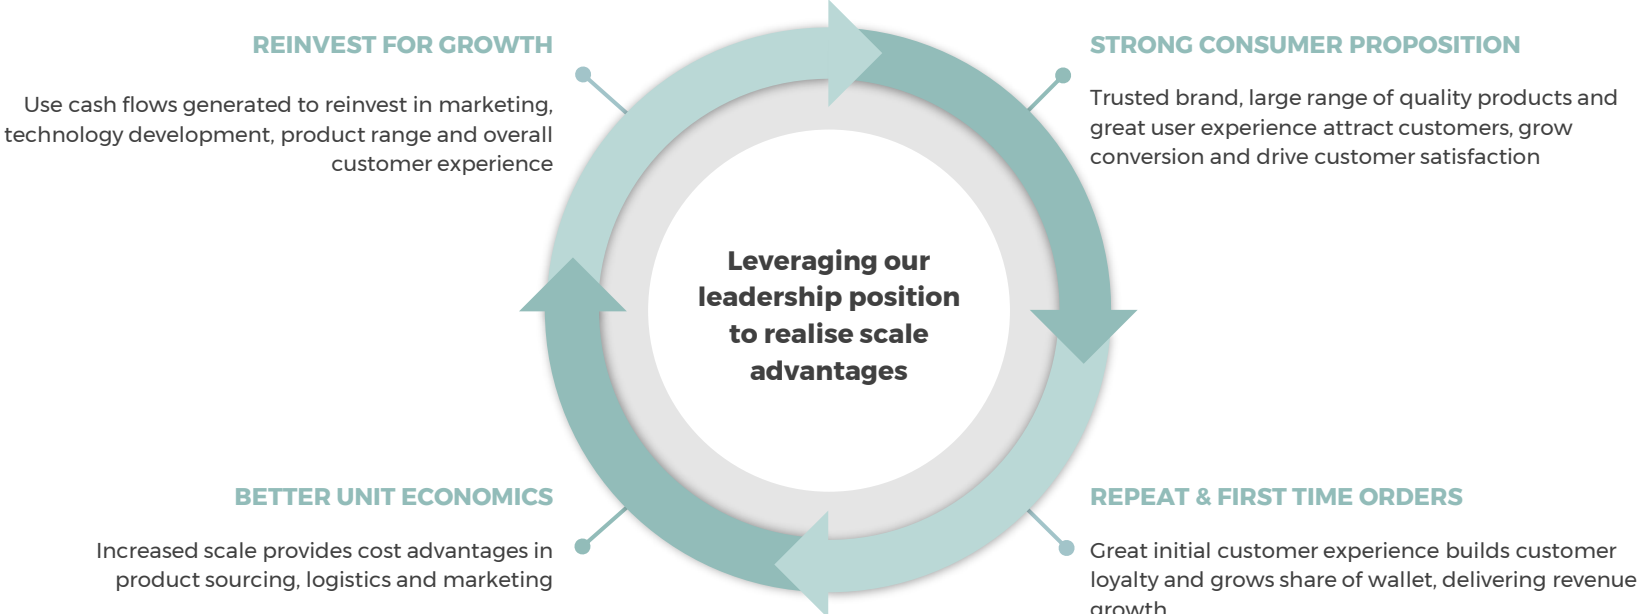 REINVEST FOR GROWTH
Use cash flows generated to reinvest in marketing,
technology development, product range and overall
customer experience
STRONG CONSUMER PROPOSITION
Trusted brand, large range of quality products and
great user experience attract customers, grow
conversion and drive customer satisfaction
Leveraging our
leadership position
to realise scale
advantages
BETTER UNIT ECONOMICS
Increased scale provides cost advantages in
product sourcing, logistics and marketing
REPEAT & FIRST TIME ORDERS
Great initial customer experience builds customer
loyalty and grows share of wallet, delivering revenue
growth